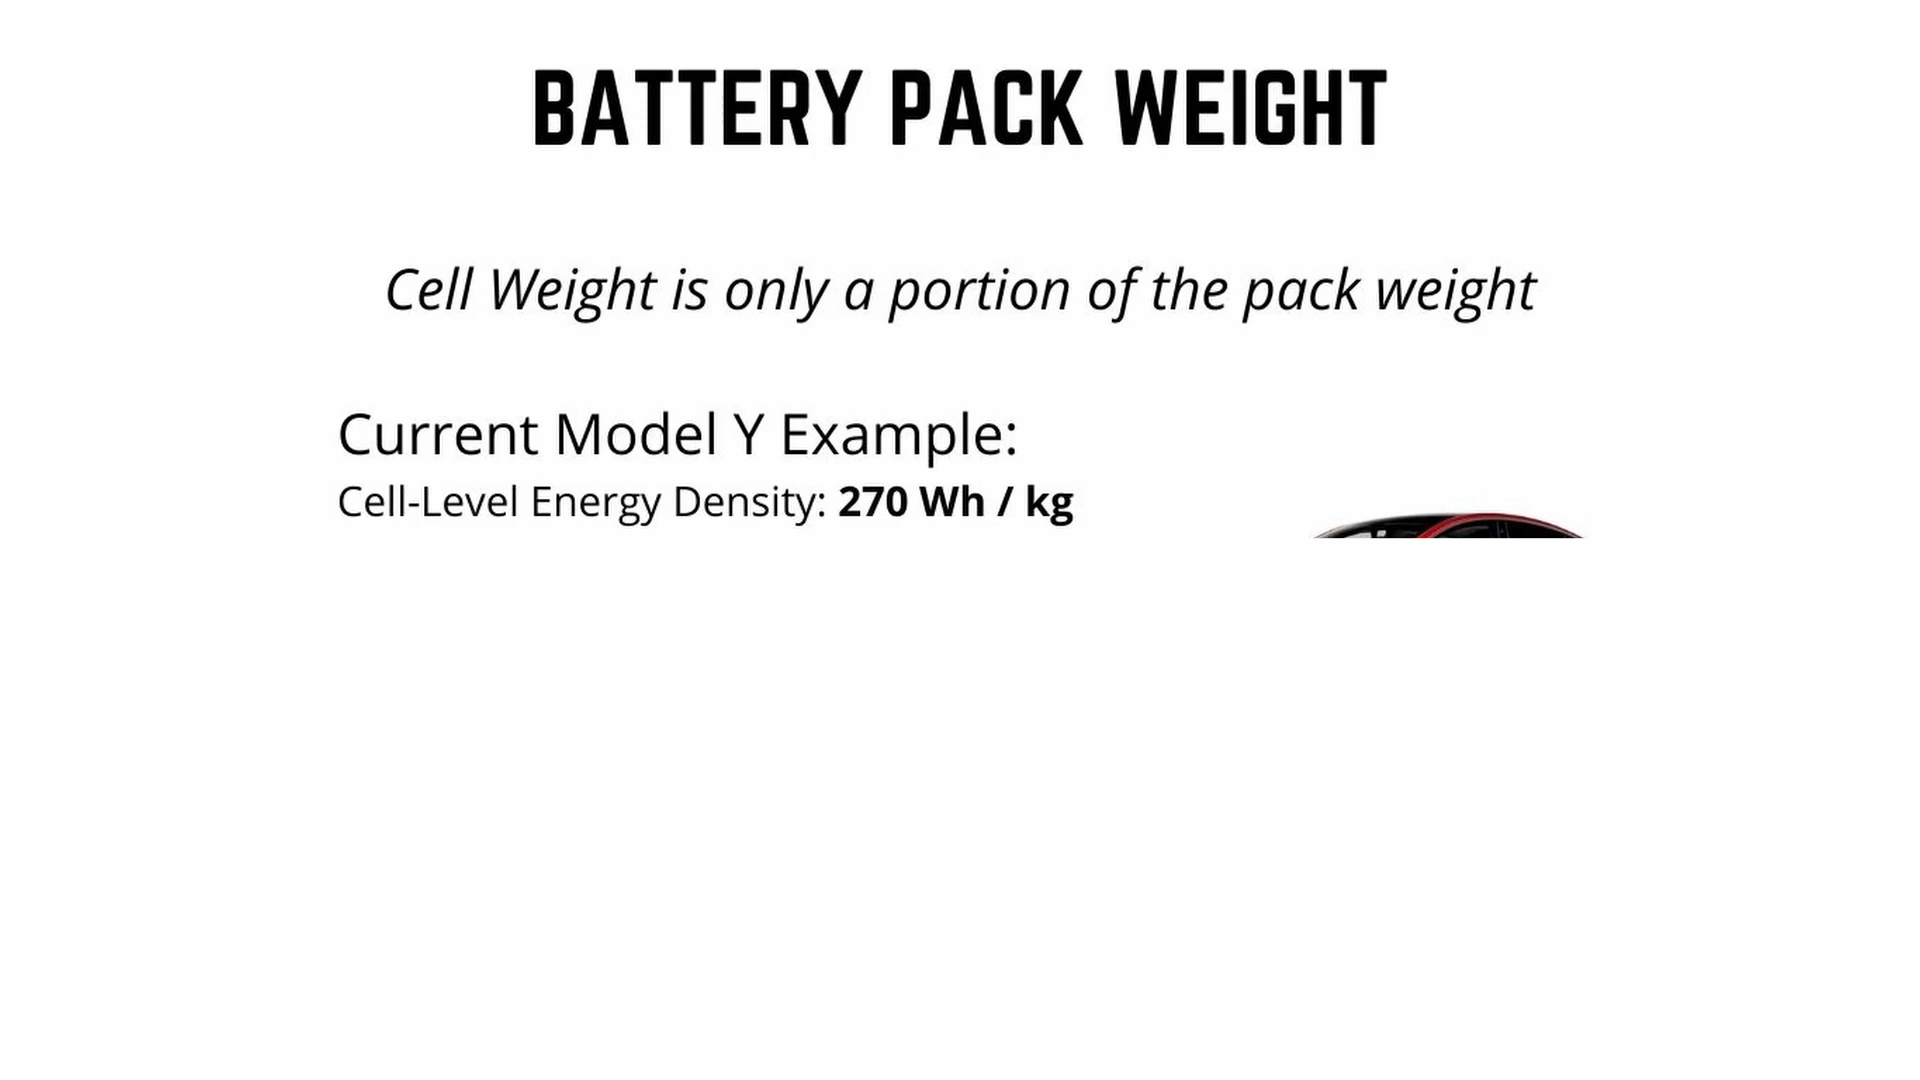 BATTERY PACK WEIGHT
Cell Weight is only a portion of the pack weight
Current Model Y Example:
Cell-Level Energy Density: 270 Wh / kg